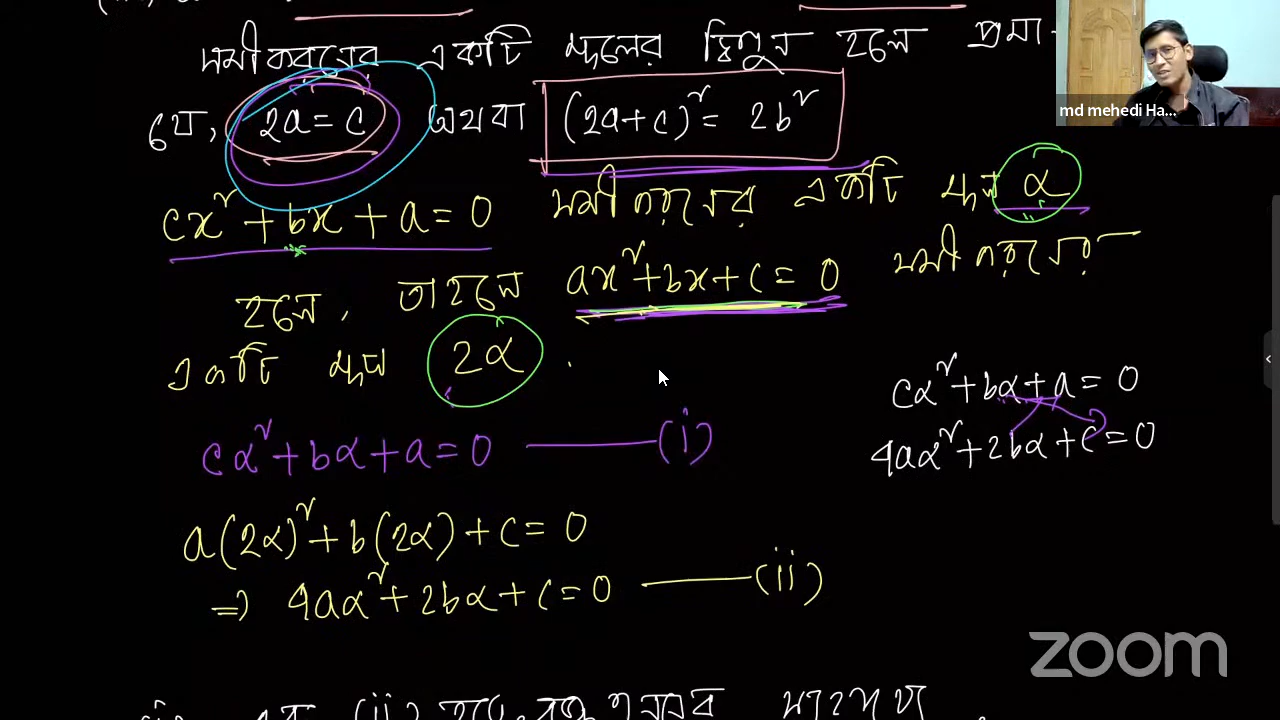 সমীকরণের একটি মূলের দ্বিগুন হলে প্রমা
যে, 2a = c অথবা (2a+c)² = 2b²
cx² + bx + a = 0 সমীকরণের একটি মূল α
হলে, তাহলে ax² + bx + c = 0 সমীকরণের
একটি মূল 2α .
cα² + bα + a = 0 ——— (i)
a(2α)² + b(2α) + c = 0
⇒ 4aα² + 2bα + c = 0 ——— (ii)
cα² + bα + a = 0
4aα² + 2bα + c = 0
md mehedi Ha...
zoom